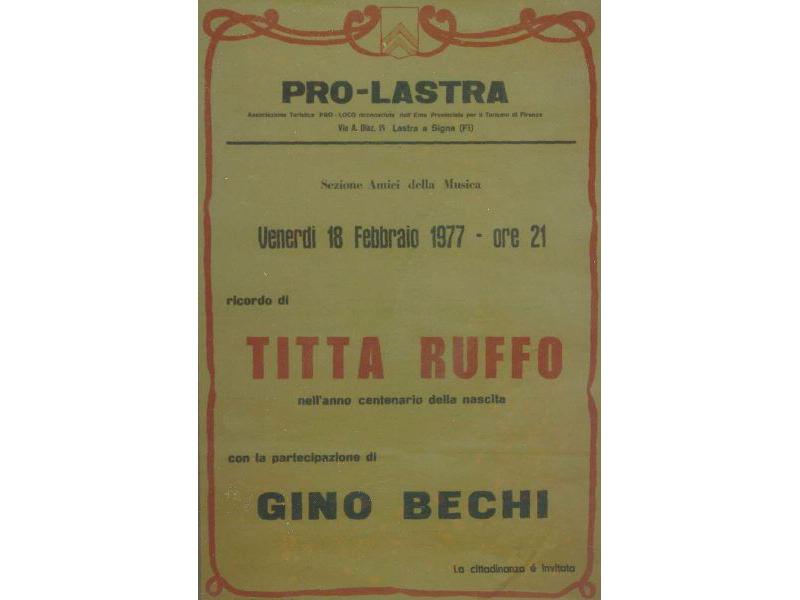 PRO-LASTRA
Associazione Turistica PRO - LOCO riconosciuta dall'Ente Provinciale per il Turismo di Firenze
Via A. Diaz, 14 Lastra a Signa (FI)
Sezione Amici della Musica
Venerdi 18 Febbraio 1977 - ore 21
ricordo di
TITTA RUFFO
nell'anno centenario della nascita
con la partecipazione di
GINO BECHI
La cittadinanza é invitata